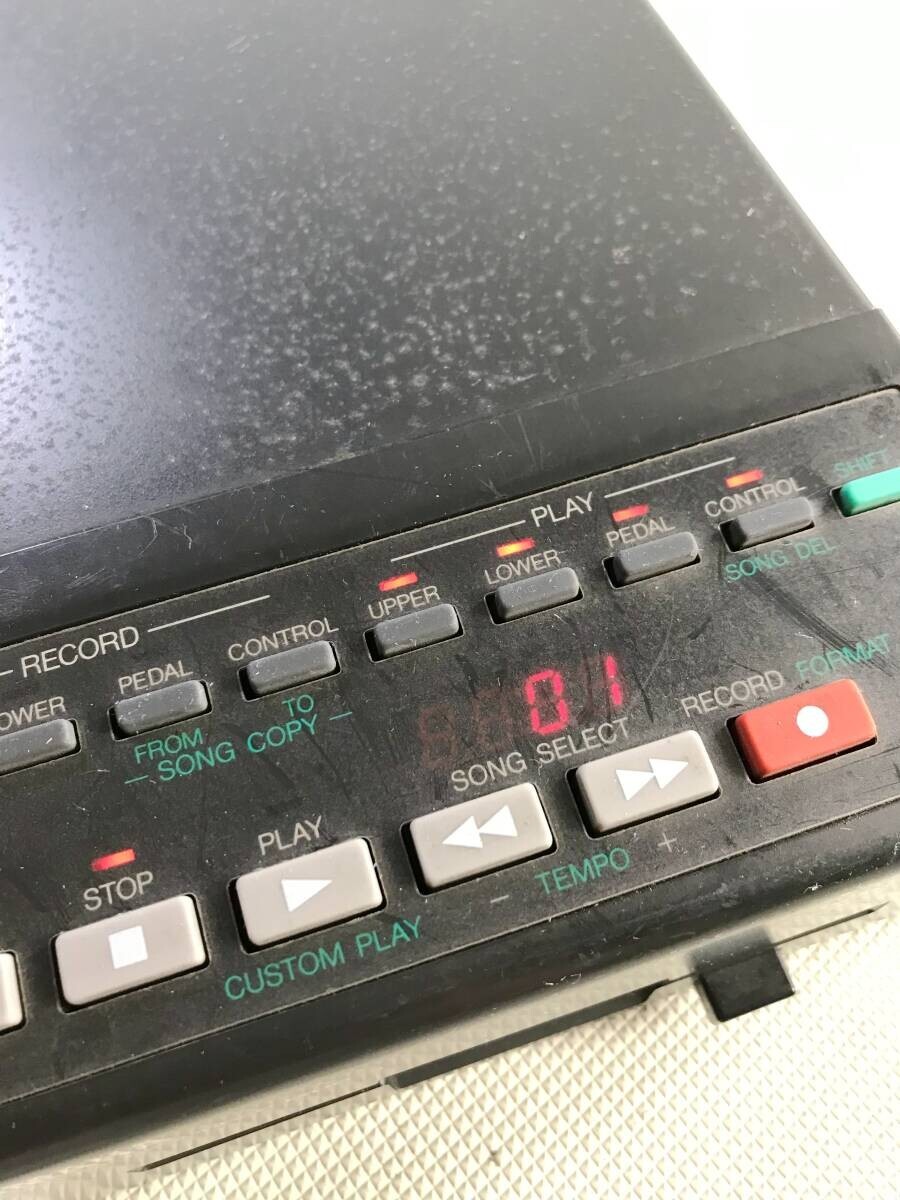 PLAY
UPPER LOWER PEDAL CONTROL SHIFT
SONG DEL
RECORD
PEDAL CONTROL
FROM TO
SONG COPY
01
SONG SELECT
RECORD FORMAT
STOP
PLAY
CUSTOM PLAY
- TEMPO +